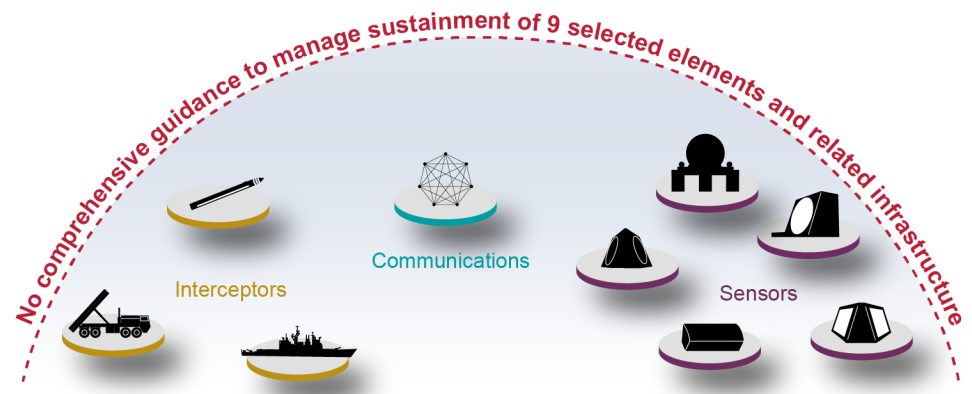 No comprehensive guidance to manage sustainment of 9 selected elements and related infrastructure
Communications
Interceptors
Sensors